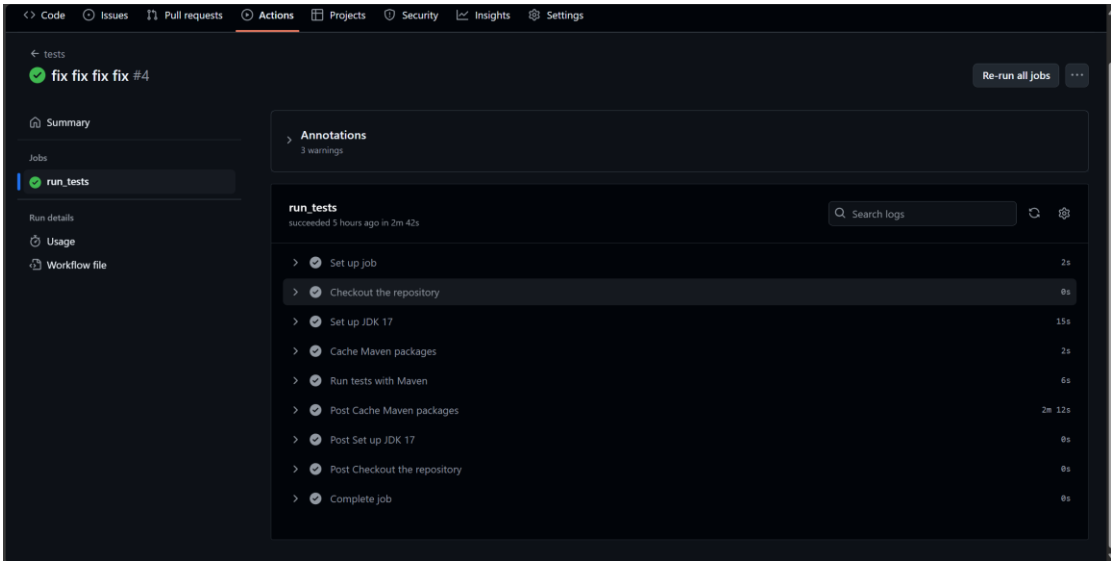 Code Issues Pull requests Actions Projects Security Insights Settings
tests
fix fix fix fix #4
Re-run all jobs
Summary
Jobs
run_tests
Run details
Usage
Workflow file
Annotations
3 warnings
run_tests
succeeded 5 hours ago in 2m 42s
Search logs
Set up job 2s
Checkout the repository 0s
Set up JDK 17 15s
Cache Maven packages 2s
Run tests with Maven 6s
Post Cache Maven packages 2m 12s
Post Set up JDK 17 0s
Post Checkout the repository 0s
Complete job 0s